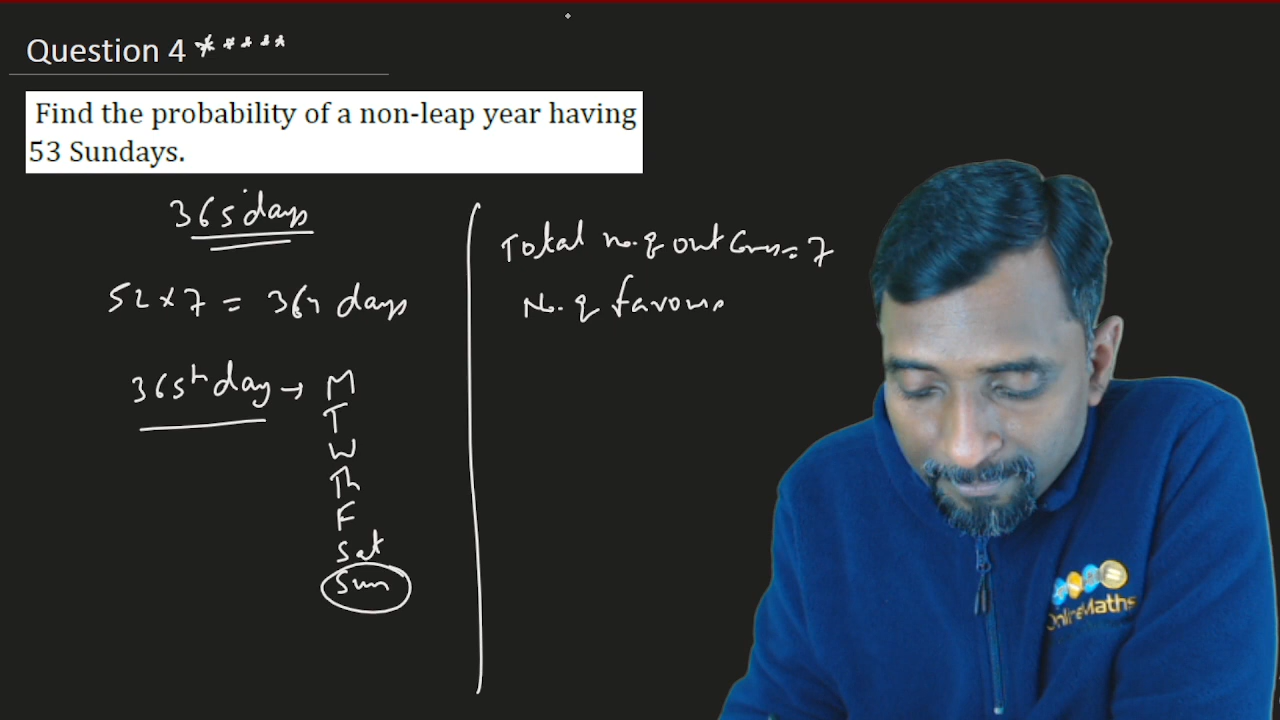 Question 4 *****
Find the probability of a non-leap year having
53 Sundays.
365 days
52 × 7 = 364 days
365th day → M
T
W
Th
F
Sat
Sun
Total no. of outcomes = 7
No. of favour
OnlineMaths